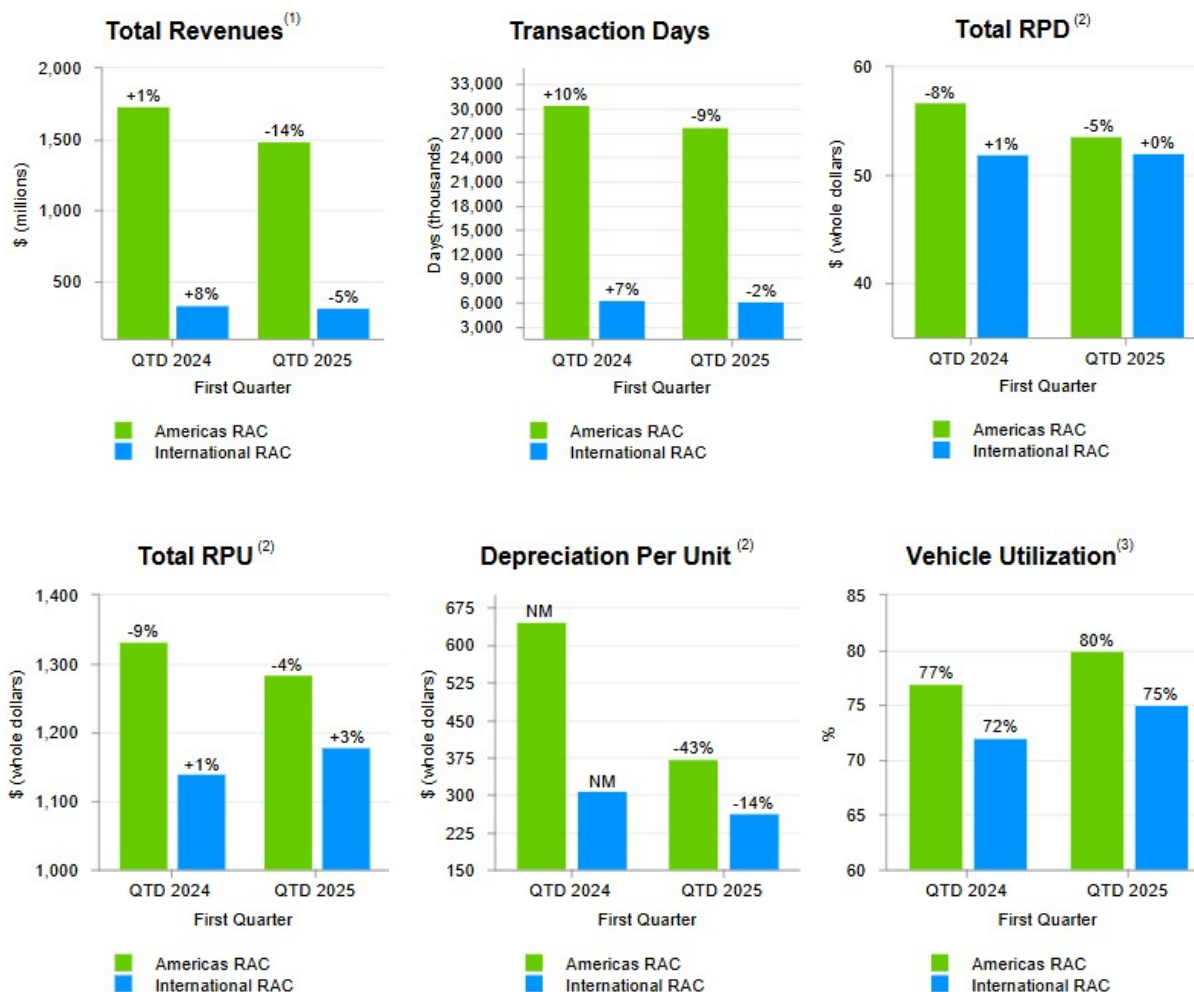 Total Revenues(1)
$ (millions)
2,000
1,500
1,000
500
+1%
+8%
-14%
-5%
QTD 2024 QTD 2025
First Quarter
Americas RAC
International RAC
Transaction Days
Days (thousands)
33,000
30,000
27,000
24,000
21,000
18,000
15,000
12,000
9,000
6,000
3,000
+10%
+7%
-9%
-2%
QTD 2024 QTD 2025
First Quarter
Americas RAC
International RAC
Total RPD(2)
$ (whole dollars)
60
50
40
-8%
+1%
-5%
+0%
QTD 2024 QTD 2025
First Quarter
Americas RAC
International RAC
Total RPU(2)
$ (whole dollars)
1,400
1,300
1,200
1,100
1,000
-9%
+1%
-4%
+3%
QTD 2024 QTD 2025
First Quarter
Americas RAC
International RAC
Depreciation Per Unit(2)
$ (whole dollars)
675
600
525
450
375
300
225
150
NM
NM
-43%
-14%
QTD 2024 QTD 2025
First Quarter
Americas RAC
International RAC
Vehicle Utilization(3)
%
85
80
75
70
65
60
77%
72%
80%
75%
QTD 2024 QTD 2025
First Quarter
Americas RAC
International RAC